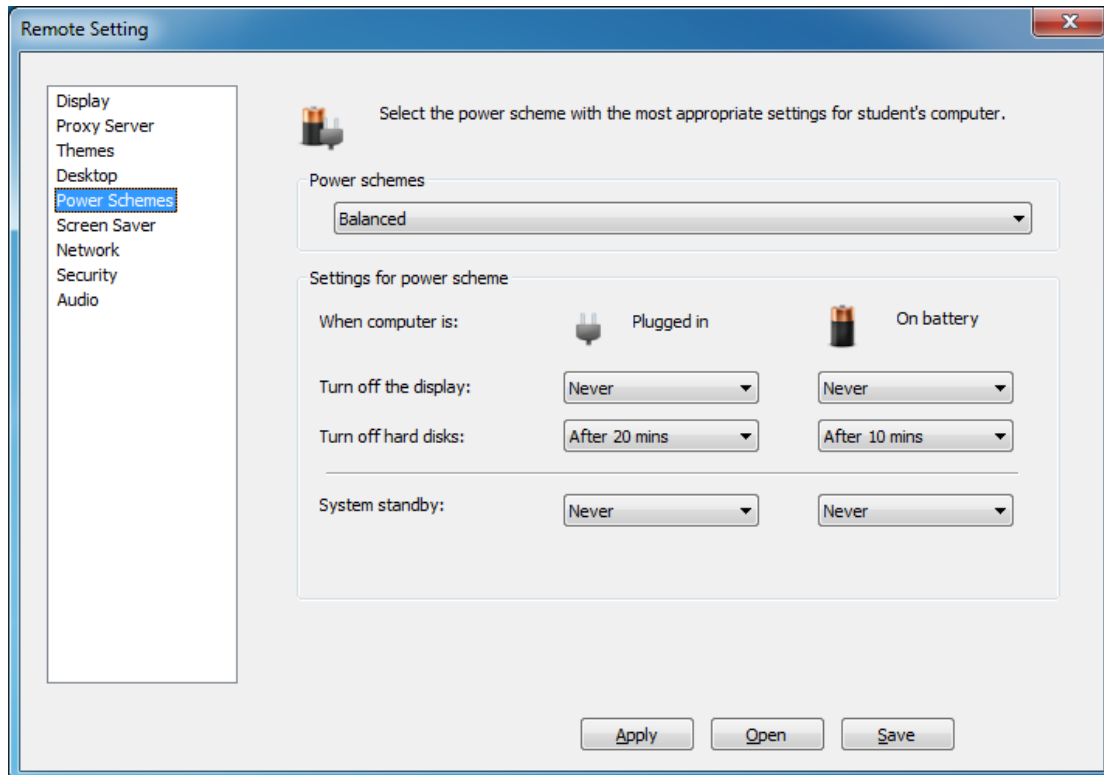 Remote Setting
Display
Proxy Server
Themes
Desktop
Power Schemes
Screen Saver
Network
Security
Audio
Select the power scheme with the most appropriate settings for student's computer.
Power schemes
Balanced
Settings for power scheme
When computer is: Plugged in On battery
Turn off the display: Never Never
Turn off hard disks: After 20 mins After 10 mins
System standby: Never Never
Apply Open Save